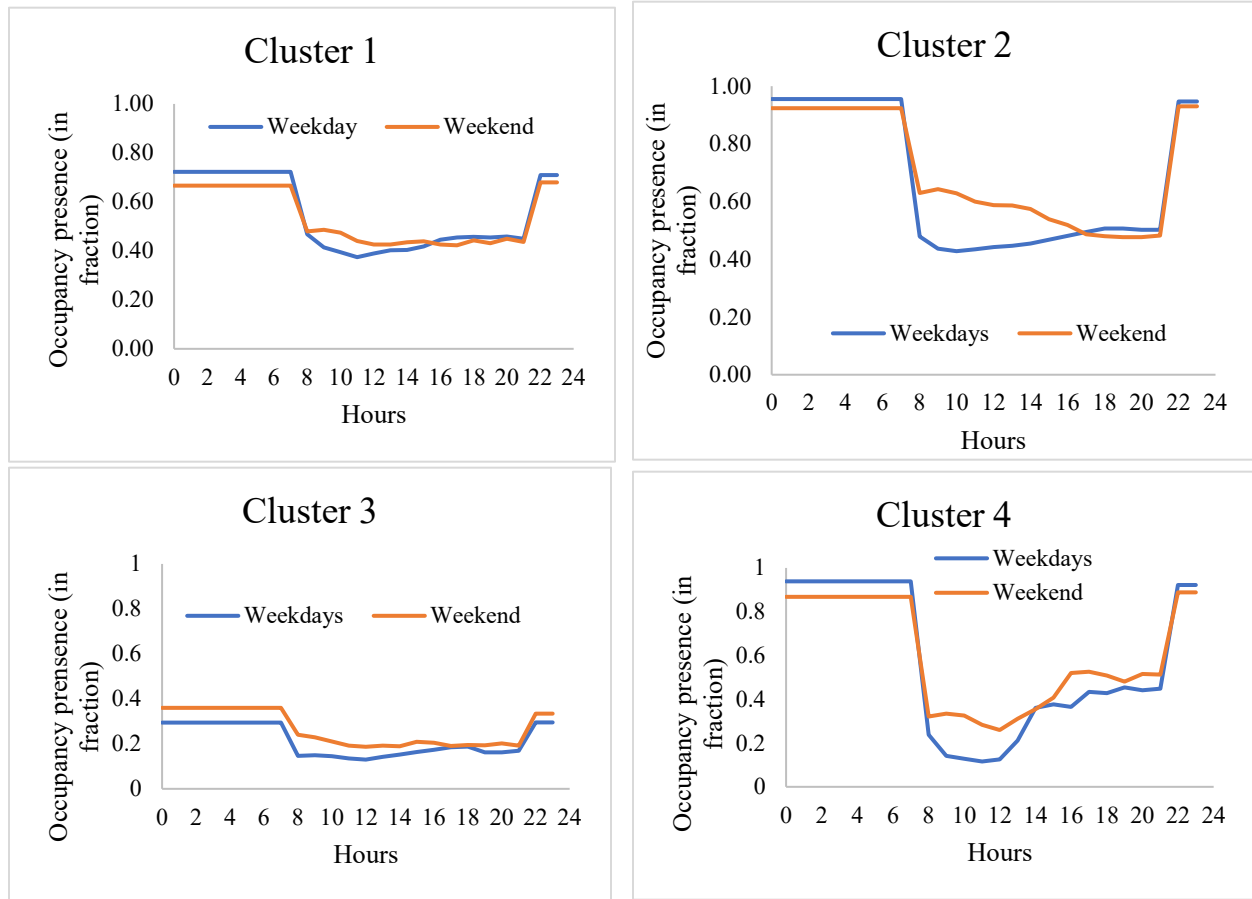 Cluster 1
1.00
0.80
0.60
0.40
0.20
0.00
Occupancy presence (in
fraction)
Weekday
Weekend
0 2 4 6 8 10 12 14 16 18 20 22 24
Hours
Cluster 2
1.00
0.80
0.60
0.40
0.20
0.00
Occupancy presence (in
fraction)
Weekdays
Weekend
0 2 4 6 8 10 12 14 16 18 20 22 24
Hours
Cluster 3
1
0.8
0.6
0.4
0.2
0
Occupancy prensence (in
fraction)
Weekdays
Weekend
0 2 4 6 8 10 12 14 16 18 20 22 24
Hours
Cluster 4
1
0.8
0.6
0.4
0.2
0
Occupancy presence (in
fraction)
Weekdays
Weekend
0 2 4 6 8 10 12 14 16 18 20 22 24
Hours